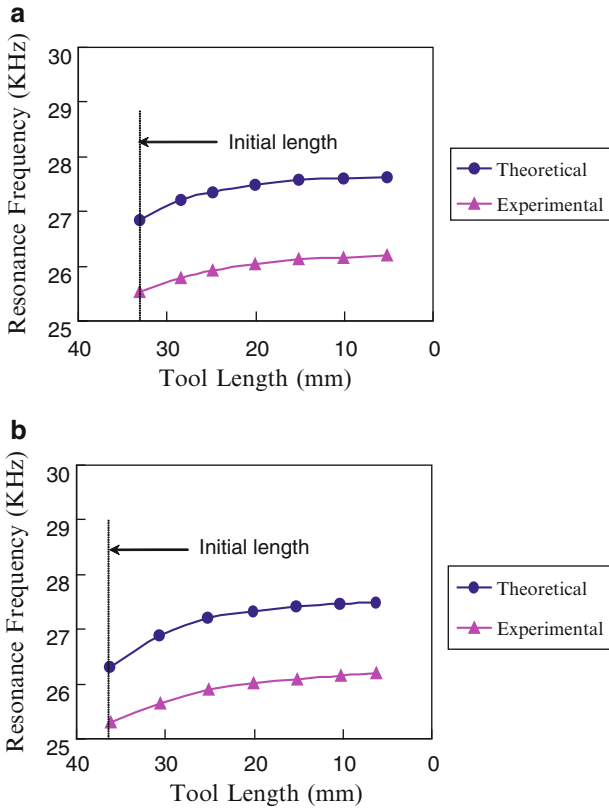 a
Resonance Frequency (KHz)
30
29
28
27
26
25
Initial length
40
30
20
10
0
Tool Length (mm)
Theoretical
Experimental
b
Resonance Frequency (KHz)
30
29
28
27
26
25
Initial length
40
30
20
10
0
Tool Length (mm)
Theoretical
Experimental